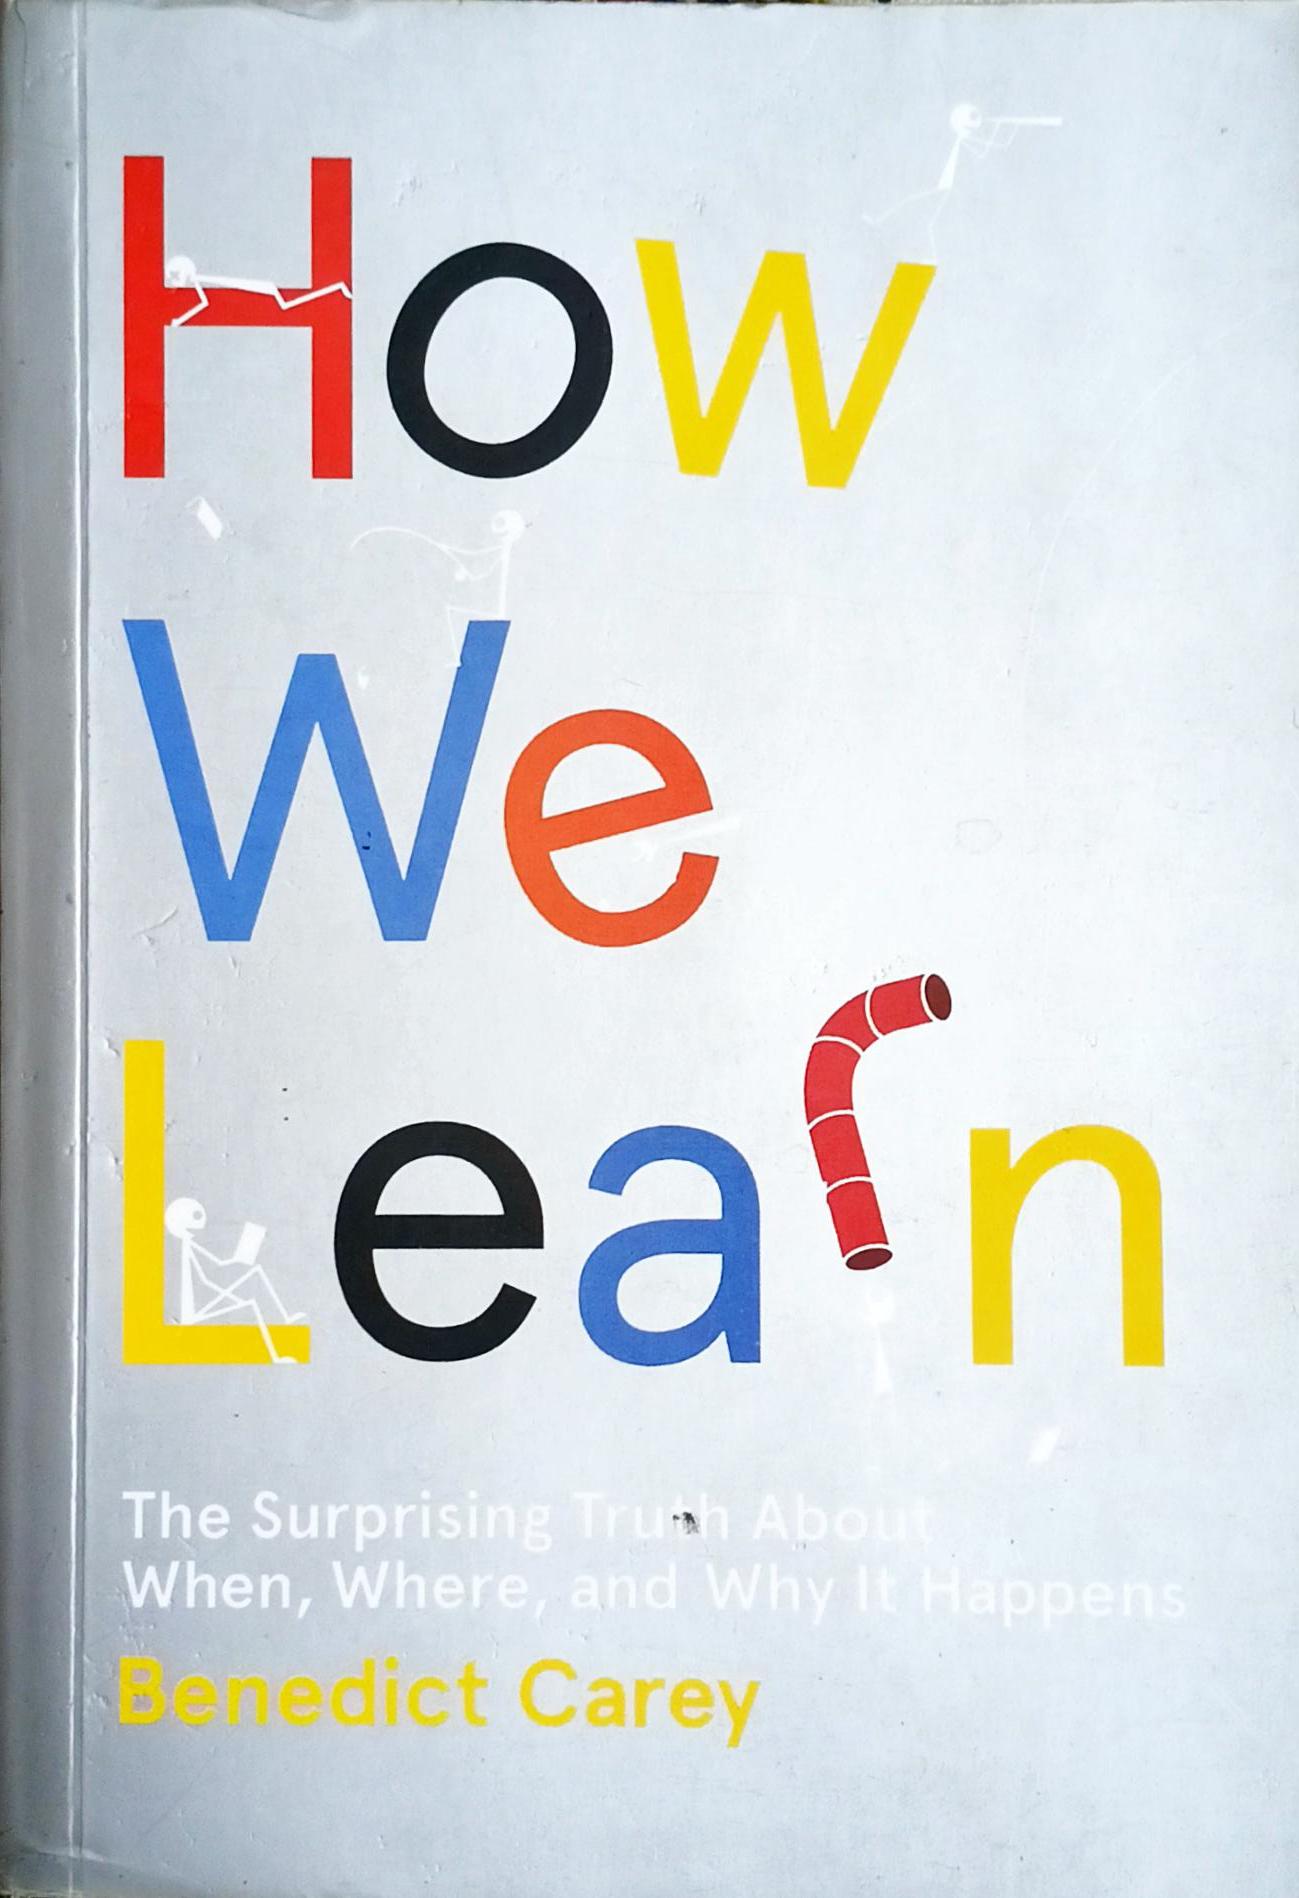 How
We
Learn
The Surprising Truth About
When, Where, and Why It Happens
Benedict Carey